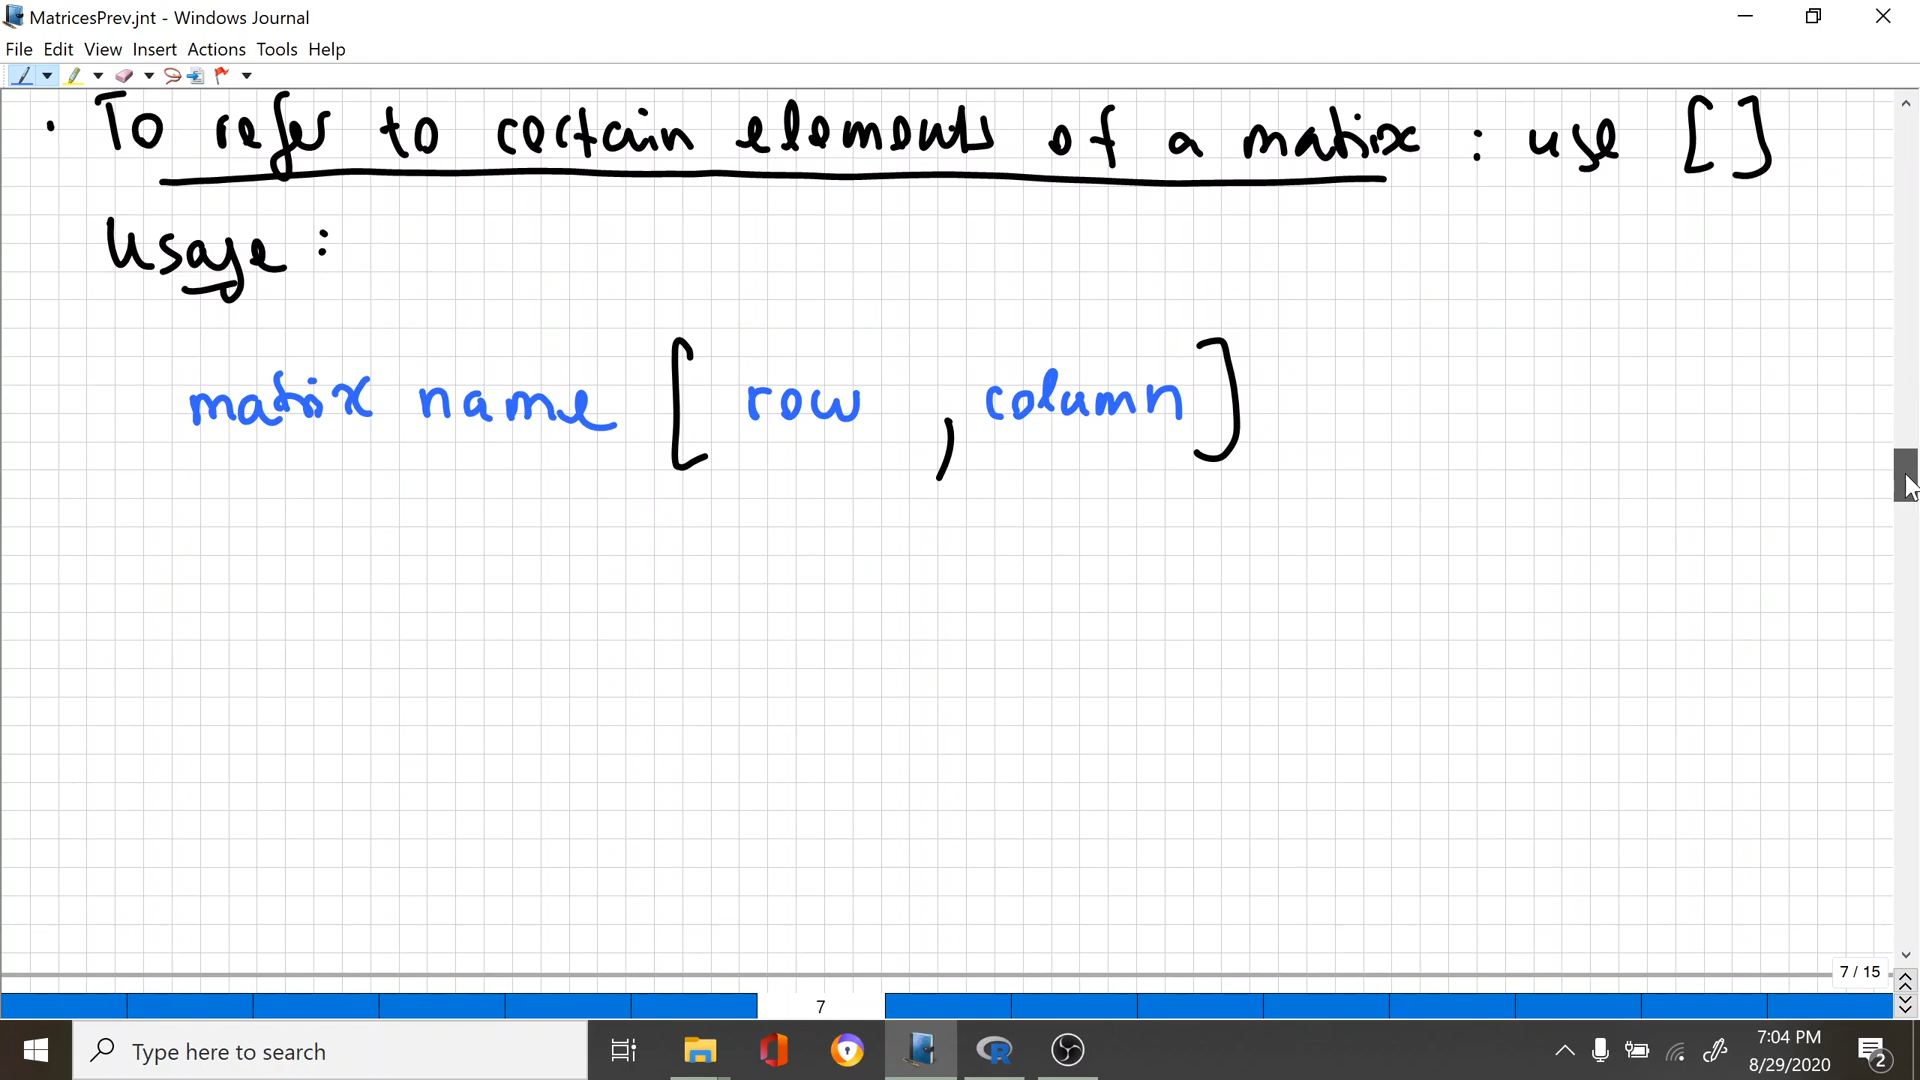 MatricesPrev.jnt - Windows Journal
File Edit View Insert Actions Tools Help
· To refer to certain elements of a matrix : use [ ]
Usage :
matrix name [ row , column ]
7 / 15
7
Type here to search
7:04 PM
8/29/2020
2